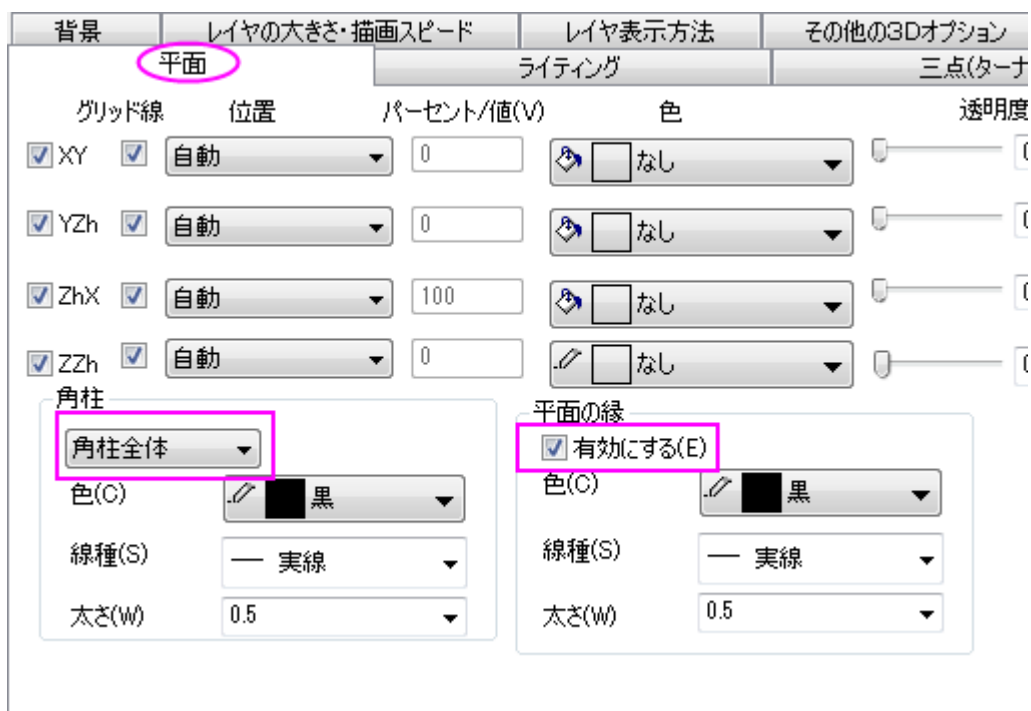 背景 レイヤの大きさ・描画スピード レイヤ表示方法 その他の3Dオプション
平面 ライティング 三点(ターナ
グリッド線 位置 パーセント/値(V) 色 透明度
XY 自動 0 なし
YZh 自動 0 なし
ZhX 自動 100 なし
ZZh 自動 0 なし
角柱
角柱全体
色(C) 黒
線種(S) 実線
太さ(W) 0.5
平面の縁
有効にする(E)
色(C) 黒
線種(S) 実線
太さ(W) 0.5